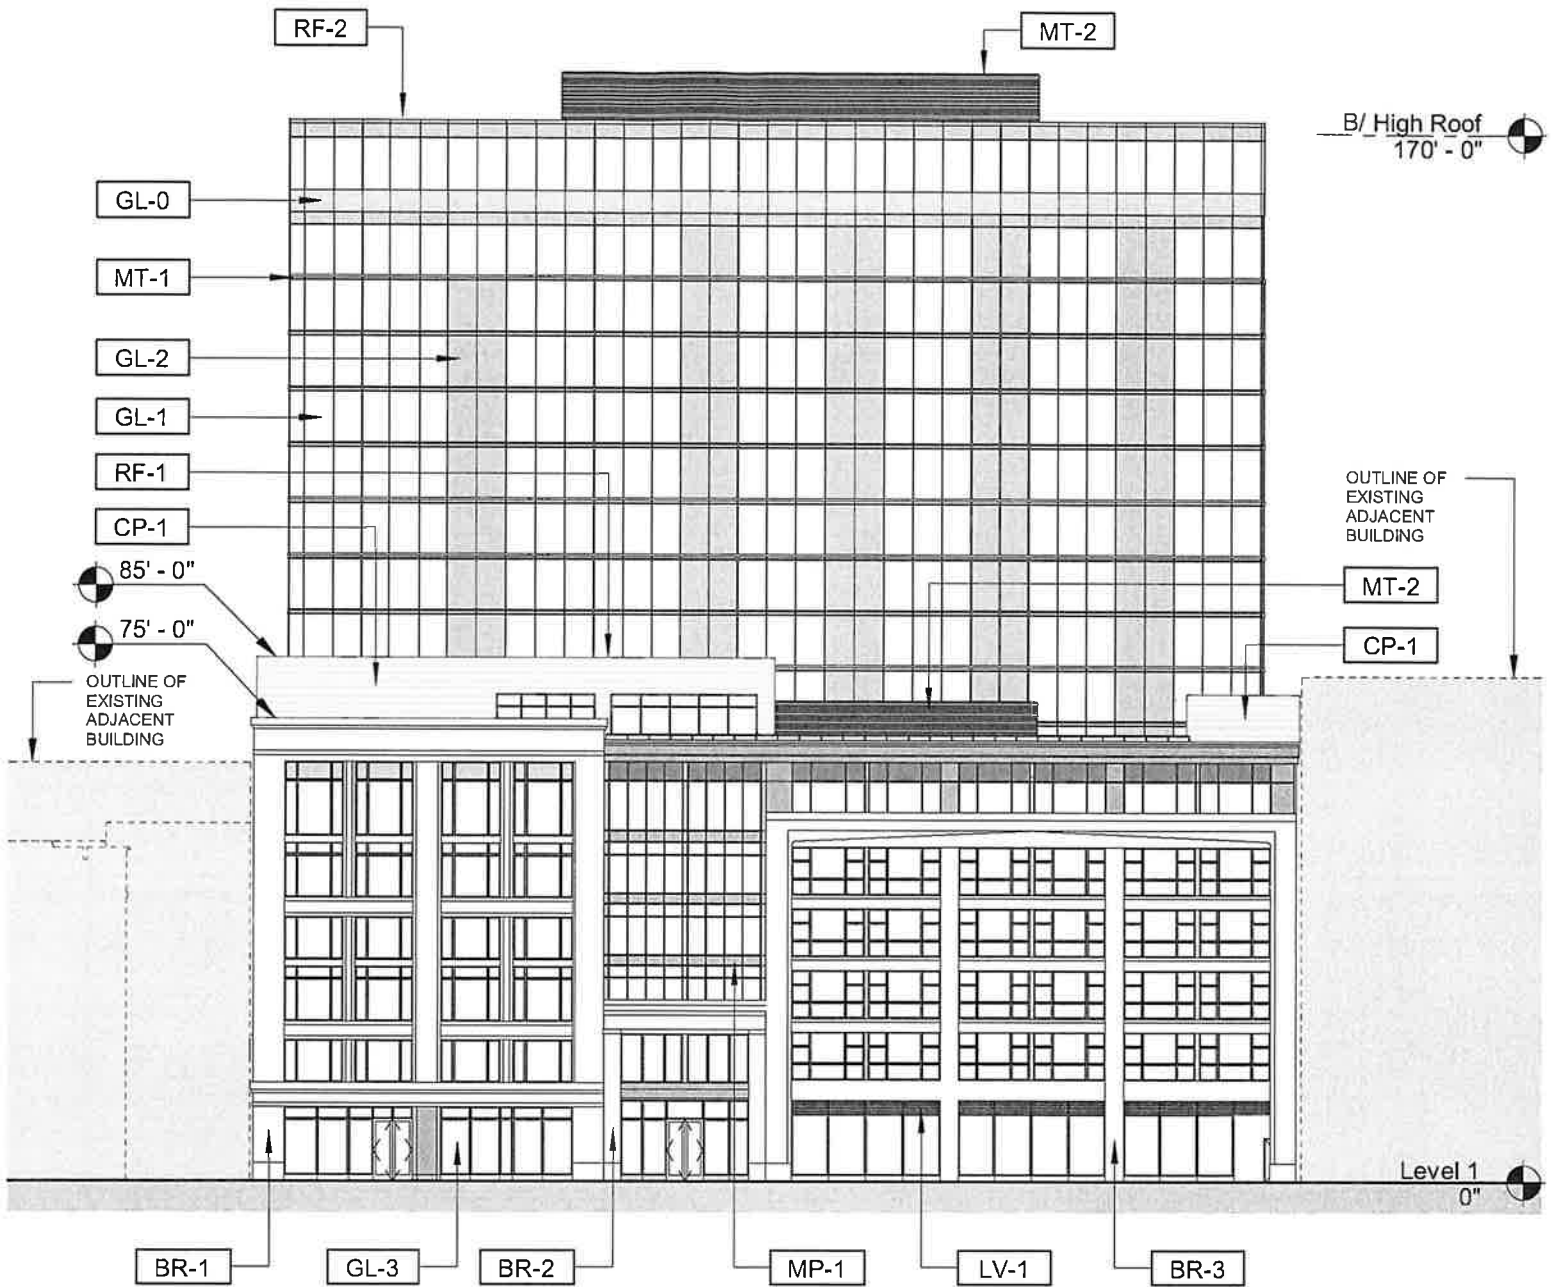 RF-2
MT-2
B/ High Roof
170' - 0"
GL-0
MT-1
GL-2
GL-1
RF-1
CP-1
OUTLINE OF
EXISTING
ADJACENT
BUILDING
85' - 0"
MT-2
75' - 0"
CP-1
OUTLINE OF
EXISTING
ADJACENT
BUILDING
Level 1
0"
BR-1
GL-3
BR-2
MP-1
LV-1
BR-3